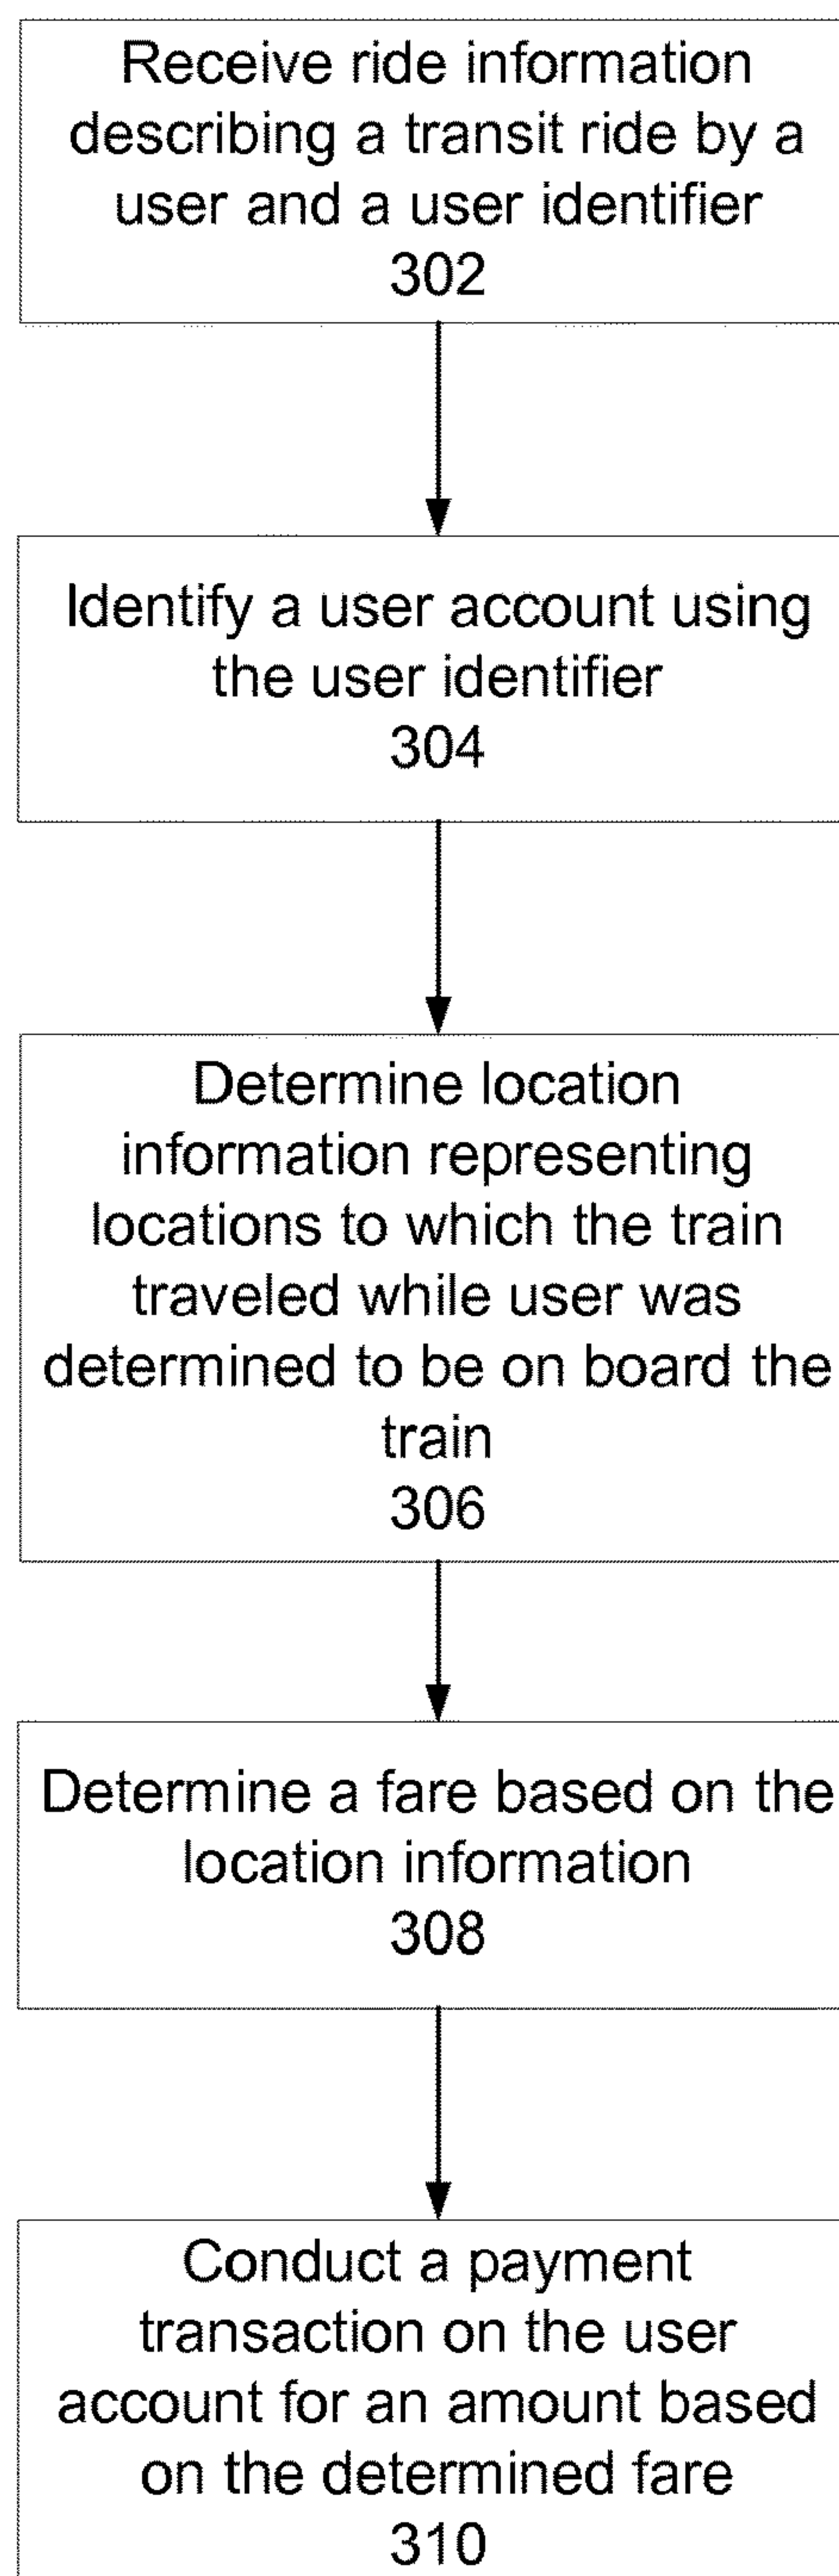 Receive ride information
describing a transit ride by a
user and a user identifier
302
Identify a user account using
the user identifier
304
Determine location
information representing
locations to which the train
traveled while user was
determined to be on board the
train
306
Determine a fare based on the
location information
308
Conduct a payment
transaction on the user
account for an amount based
on the determined fare
310